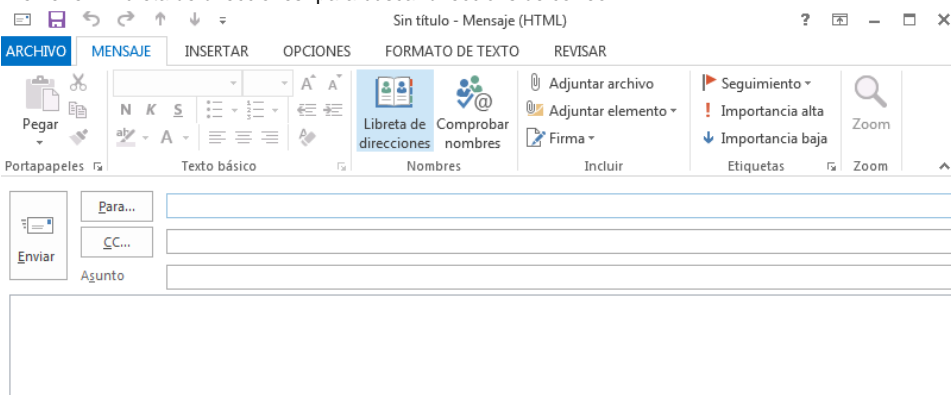 Sin título - Mensaje (HTML)
ARCHIVO MENSAJE INSERTAR OPCIONES FORMATO DE TEXTO REVISAR
Pegar
N K S
A
Libreta de direcciones
Comprobar nombres
Adjuntar archivo
Adjuntar elemento
Firma
Seguimiento
Importancia alta
Importancia baja
Zoom
Portapapeles Texto básico Nombres Incluir Etiquetas Zoom
Enviar
Para...
CC...
Asunto